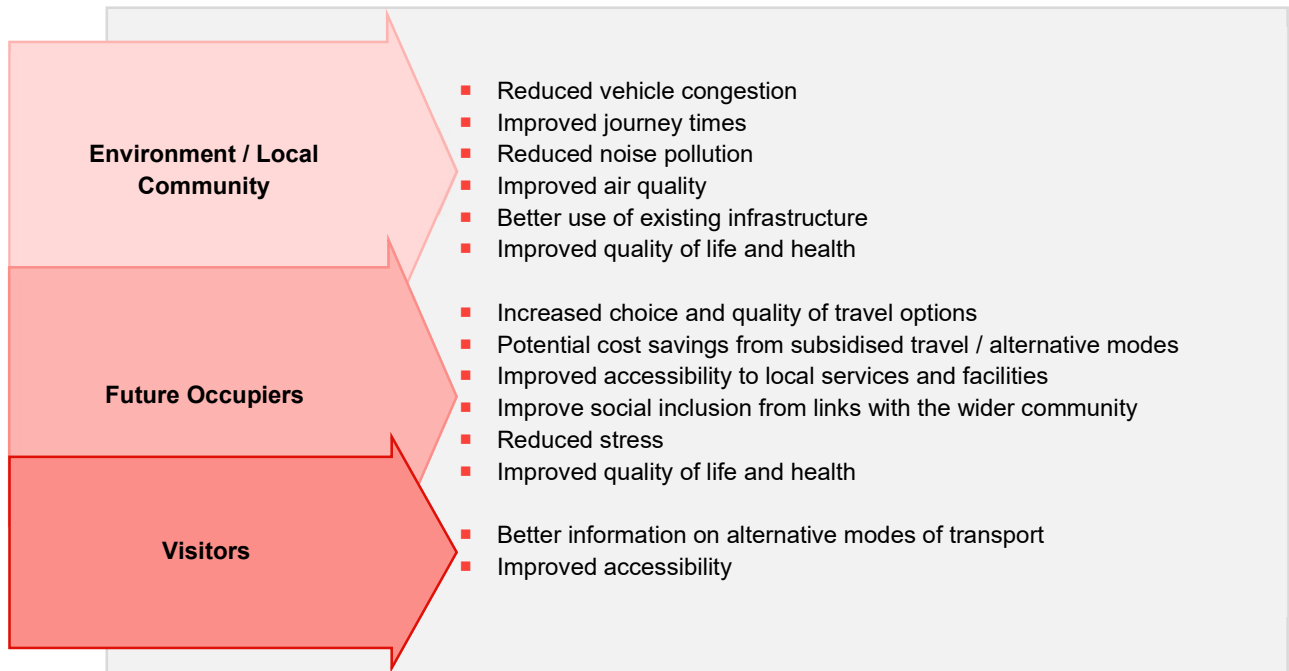 Environment / Local
Community
■ Reduced vehicle congestion
■ Improved journey times
■ Reduced noise pollution
■ Improved air quality
■ Better use of existing infrastructure
■ Improved quality of life and health
Future Occupiers
■ Increased choice and quality of travel options
■ Potential cost savings from subsidised travel / alternative modes
■ Improved accessibility to local services and facilities
■ Improve social inclusion from links with the wider community
■ Reduced stress
■ Improved quality of life and health
Visitors
■ Better information on alternative modes of transport
■ Improved accessibility